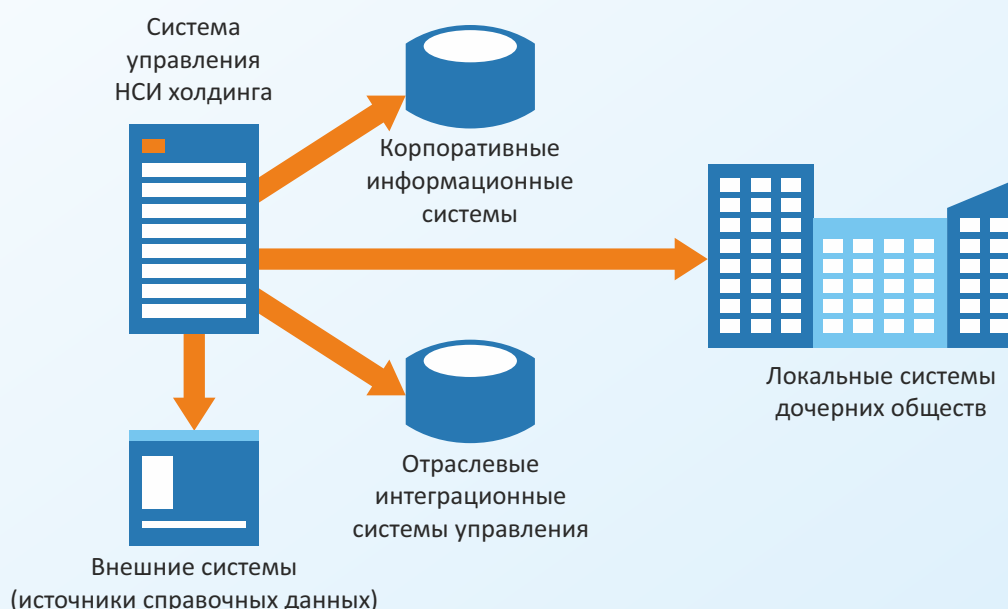 Система
управления
НСИ холдинга
Корпоративные
информационные
системы
Локальные системы
дочерних обществ
Отраслевые
интеграционные
системы управления
Внешние системы
(источники справочных данных)